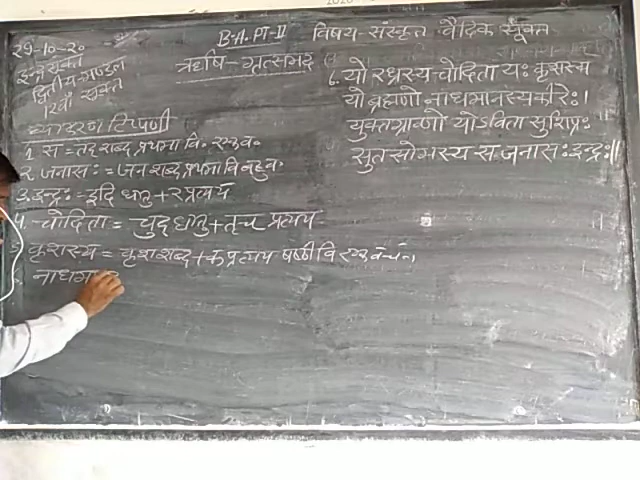 29-10-20
B.A. PT-II विषय-संस्कृत वैदिक सूक्त
इन्द्रसूक्त
द्वितीय-मण्डल
12वाँ सूक्त
ऋषि-गृत्समद
व्याकरण टिप्पणी
1. स = तद् शब्द प्रथमा वि. एकव.
2. जनासः = जन शब्द प्रथमा वि बहुव.
3. इन्द्रः = इदि धातु + र प्रत्यय
4. चोदिता = चुद् धातु + तृच प्रत्यय
कृशस्य = कृश शब्द + क प्रत्यय षष्ठी वि एकवचन।
नाधमा
6. यो रध्रस्य चोदिता यः कृशस्य
यो ब्रह्मणो नाधमानस्य कीरेः।
युक्तग्राव्णो योऽविता सुशिप्रः
सुतसोमस्य स जनासः इन्द्रः॥